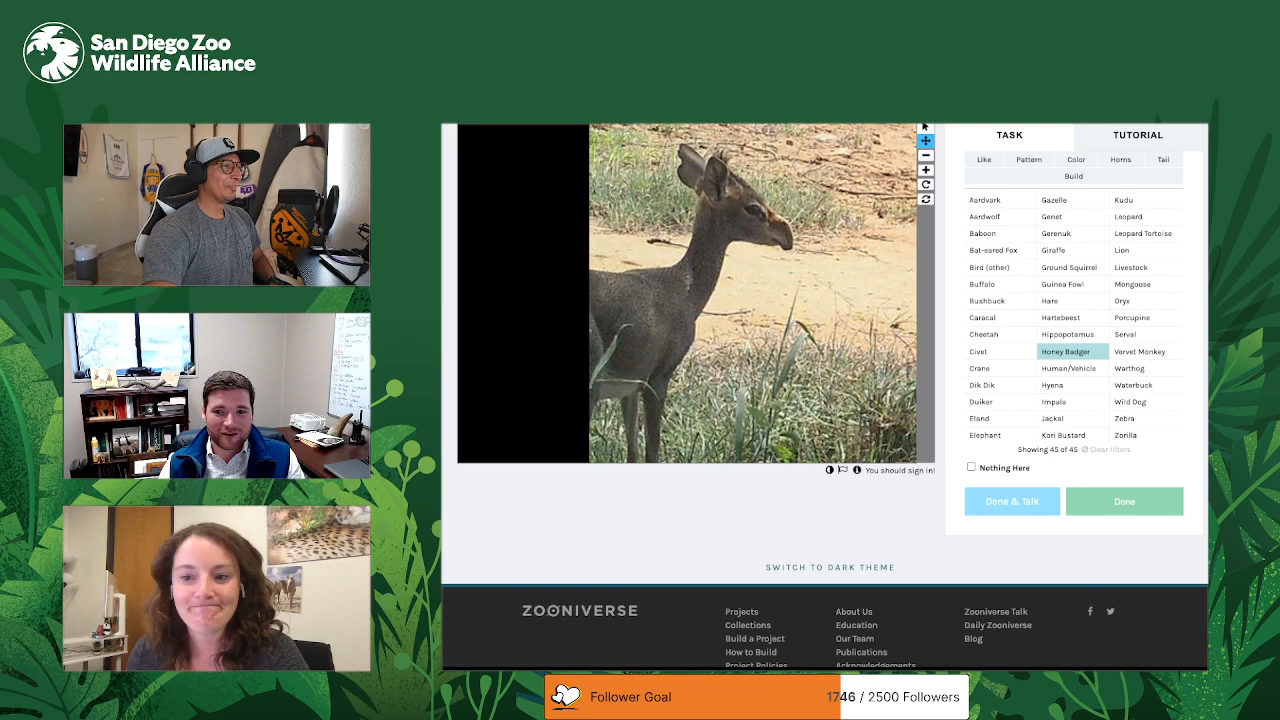 San Diego Zoo
Wildlife Alliance
TASK
TUTORIAL
Like
Pattern
Color
Horns
Tail
Build
Aardvark
Gazelle
Kudu
Aardwolf
Genet
Leopard
Baboon
Gerenuk
Leopard Tortoise
Bat-eared Fox
Giraffe
Lion
Bird (other)
Ground Squirrel
Livestock
Buffalo
Guinea Fowl
Mongoose
Bushbuck
Hare
Oryx
Caracal
Hartebeest
Porcupine
Cheetah
Hippopotamus
Serval
Civet
Honey Badger
Vervet Monkey
Crane
Human/Vehicle
Warthog
Dik Dik
Hyena
Waterbuck
Duiker
Impala
Wild Dog
Eland
Jackal
Zebra
Elephant
Kori Bustard
Zorilla
Showing 45 of 45
Clear filters
You should sign in!
Nothing Here
Done & Talk
Done
SWITCH TO DARK THEME
ZOONIVERSE
Projects
About Us
Zooniverse Talk
Collections
Education
Daily Zooniverse
Build a Project
Our Team
Blog
How to Build
Publications
Project Policies
Acknowledgements
Follower Goal
1746 / 2500 Followers